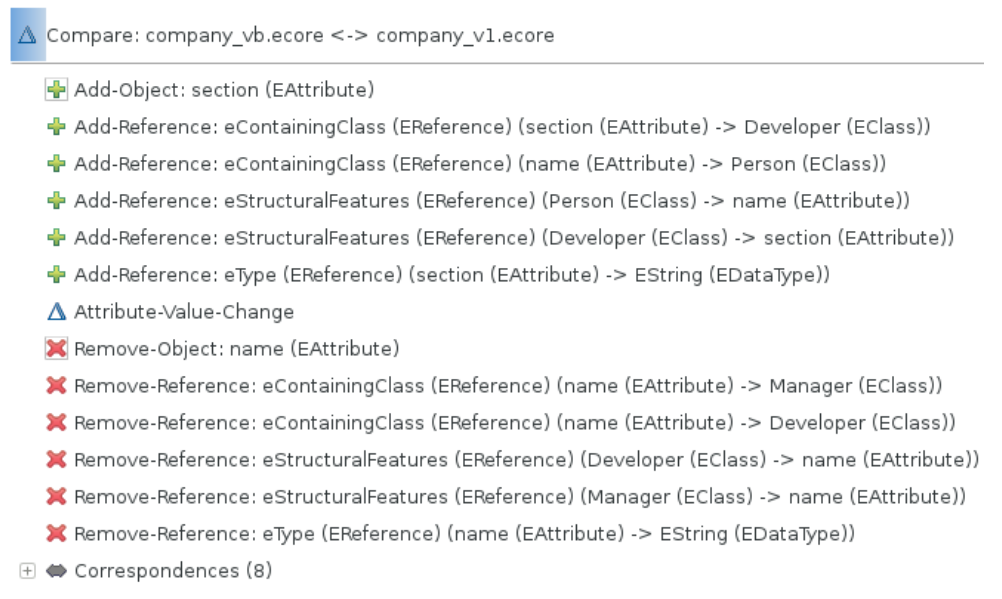 Compare: company_vb.ecore <-> company_v1.ecore
Add-Object: section (EAttribute)
Add-Reference: eContainingClass (EReference) (section (EAttribute) -> Developer (EClass))
Add-Reference: eContainingClass (EReference) (name (EAttribute) -> Person (EClass))
Add-Reference: eStructuralFeatures (EReference) (Person (EClass) -> name (EAttribute))
Add-Reference: eStructuralFeatures (EReference) (Developer (EClass) -> section (EAttribute))
Add-Reference: eType (EReference) (section (EAttribute) -> EString (EDataType))
Attribute-Value-Change
Remove-Object: name (EAttribute)
Remove-Reference: eContainingClass (EReference) (name (EAttribute) -> Manager (EClass))
Remove-Reference: eContainingClass (EReference) (name (EAttribute) -> Developer (EClass))
Remove-Reference: eStructuralFeatures (EReference) (Developer (EClass) -> name (EAttribute))
Remove-Reference: eStructuralFeatures (EReference) (Manager (EClass) -> name (EAttribute))
Remove-Reference: eType (EReference) (name (EAttribute) -> EString (EDataType))
Correspondences (8)